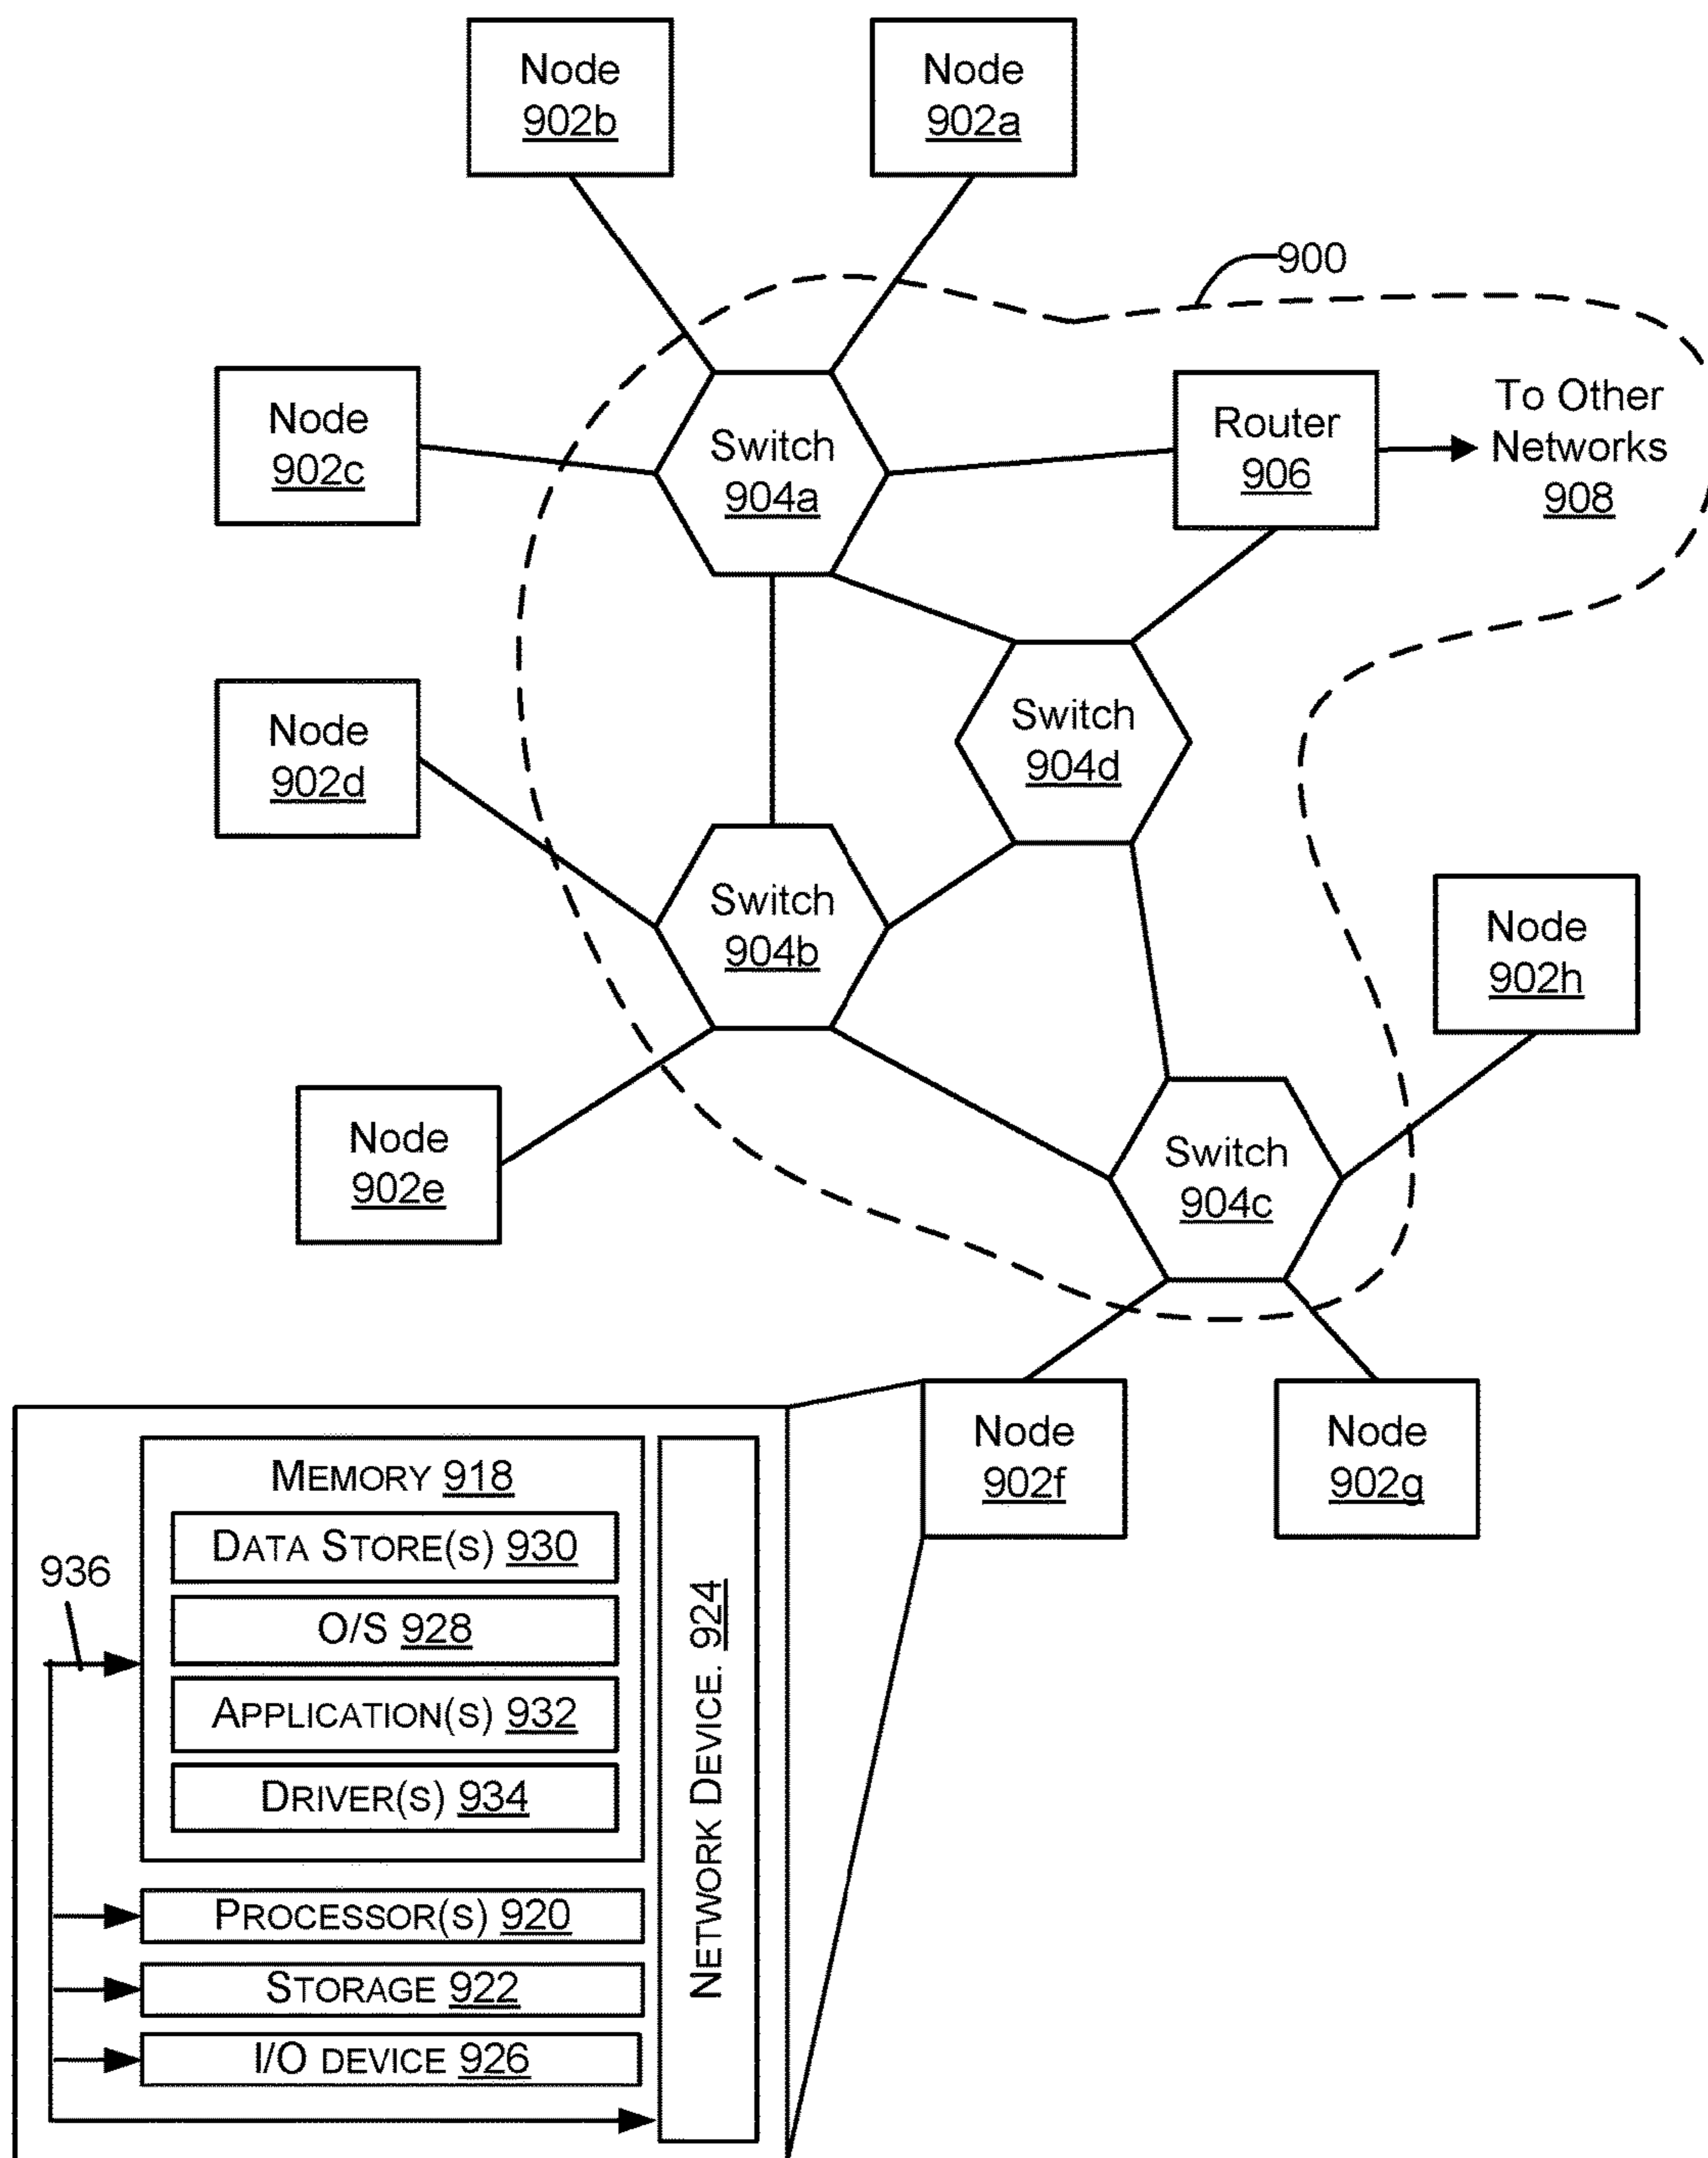 Node
902b
Node
902a
900
Node
902c
Switch
904a
Router
906
To Other
Networks
908
Node
902d
Switch
904d
Switch
904b
Node
902h
Node
902e
Switch
904c
Node
902f
Node
902g
MEMORY 918
DATA STORE(S) 930
936
O/S 928
APPLICATION(S) 932
DRIVER(S) 934
NETWORK DEVICE. 924
PROCESSOR(S) 920
STORAGE 922
I/O DEVICE 926